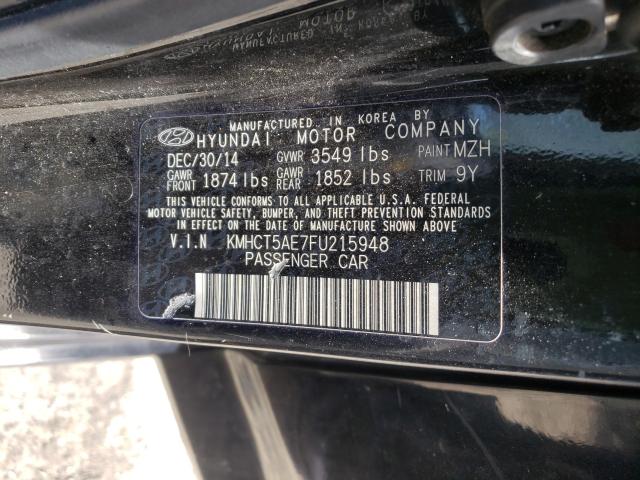 MANUFACTURED IN KOREA BY
HYUNDAI MOTOR COMPANY
DEC/30/14 GVWR 3549 lbs PAINT MZH
GAWR FRONT 1874 lbs GAWR REAR 1852 lbs TRIM 9Y
THIS VEHICLE CONFORMS TO ALL APPLICABLE U.S.A. FEDERAL
MOTOR VEHICLE SAFETY, BUMPER, AND THEFT PREVENTION STANDARDS
IN EFFECT ON THE DATE OF MANUFACTURE SHOWN ABOVE
V.I.N KMHCT5AE7FU215948
PASSENGER CAR